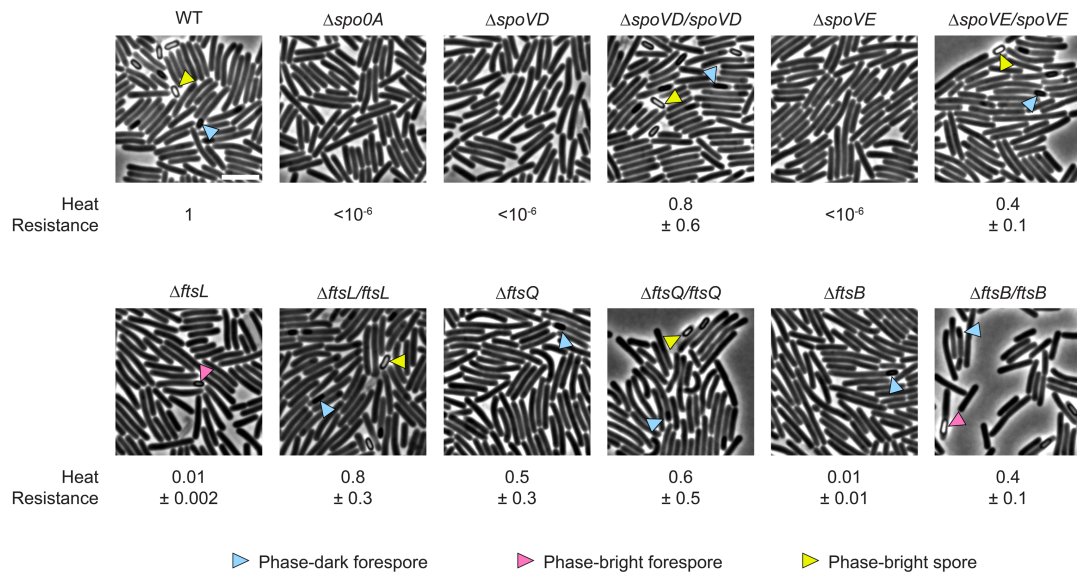 WT ΔspoOA ΔspoVD ΔspoVD/spoVD ΔspoVE ΔspoVE/spoVE
Heat Resistance 1 <10-6 <10-6 0.8 ± 0.6 <10-6 0.4 ± 0.1
ΔftsL ΔftsL/ftsL ΔftsQ ΔftsQ/ftsQ ΔftsB ΔftsB/ftsB
Heat Resistance 0.01 ± 0.002 0.8 ± 0.3 0.5 ± 0.3 0.6 ± 0.5 0.01 ± 0.01 0.4 ± 0.1
Phase-dark forespore Phase-bright forespore Phase-bright spore